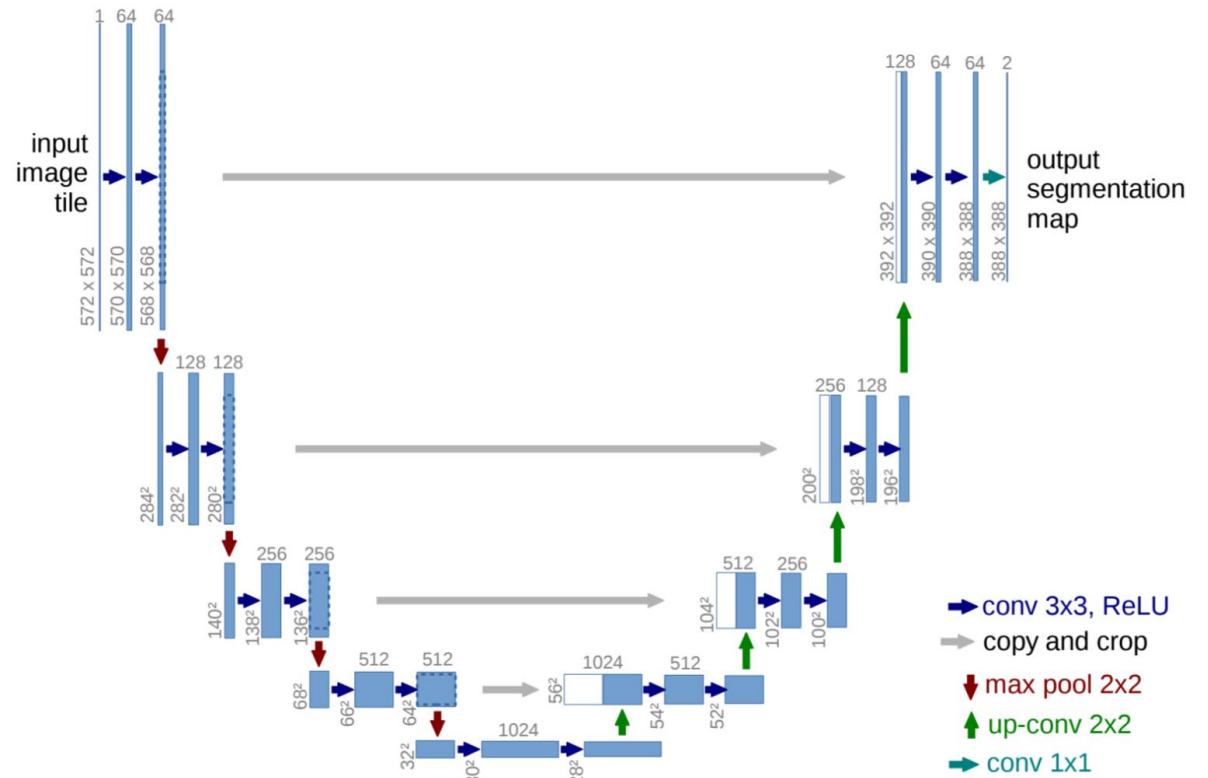 1 64 64
input
image
tile
572 x 572
570 x 570
568 x 568
128 64 64 2
392 x 392
390 x 390
388 x 388
388 x 388
output
segmentation
map
128 128
284²
282²
280²
256 128
200²
198²
196²
256 256
140²
138²
136²
512 256
104²
102²
100²
512 512
68²
66²
64²
1024 512
56²
54²
52²
1024
32²
conv 3x3, ReLU
copy and crop
max pool 2x2
up-conv 2x2
conv 1x1